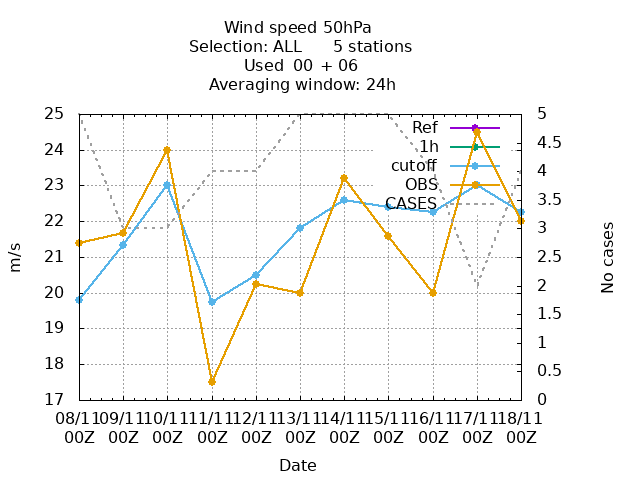 Wind speed 50hPa
Selection: ALL 5 stations
Used 00 + 06
Averaging window: 24h
25
24
23
22
21
20
19
18
17
m/s
5
4.5
4
3.5
3
2.5
2
1.5
1
0.5
0
No cases
Ref
1h
cutoff
OBS
CASES
08/11 09/11 10/11 11/11 12/11 13/11 14/11 15/11 16/11 17/11 18/11
00Z 00Z 00Z 00Z 00Z 00Z 00Z 00Z 00Z 00Z 00Z
Date